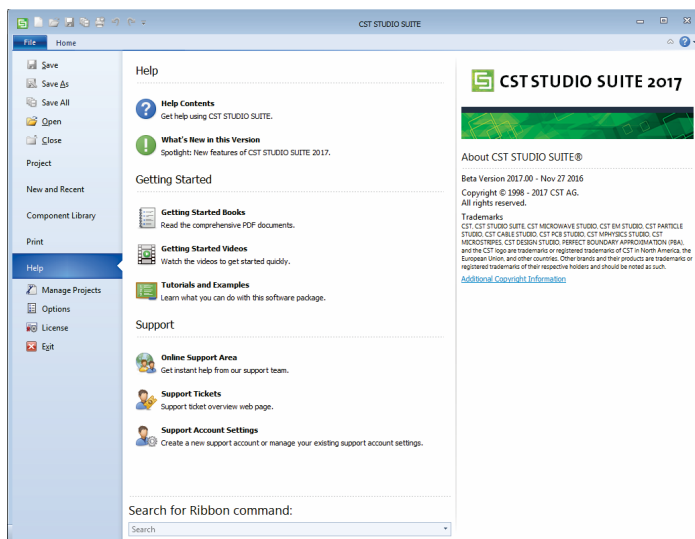 CST STUDIO SUITE
File Home
Save
Save As
Save All
Open
Close
Project
New and Recent
Component Library
Print
Help
Manage Projects
Options
License
Exit
Help
Help Contents
Get help using CST STUDIO SUITE.
What's New in this Version
Spotlight: New features of CST STUDIO SUITE 2017.
Getting Started
Getting Started Books
Read the comprehensive PDF documents.
Getting Started Videos
Watch the videos to get started quickly.
Tutorials and Examples
Learn what you can do with this software package.
Support
Online Support Area
Get instant help from our support team.
Support Tickets
Support ticket overview web page.
Support Account Settings
Create a new support account or manage your existing support account settings.
Search for Ribbon command:
Search
CST STUDIO SUITE 2017
About CST STUDIO SUITE®
Beta Version 2017.00 - Nov 27 2016
Copyright © 1998 - 2017 CST AG.
All rights reserved.
Trademarks
CST, CST STUDIO SUITE, CST MICROWAVE STUDIO, CST EM STUDIO, CST PARTICLE
STUDIO, CST CABLE STUDIO, CST PCB STUDIO, CST MPHYSICS STUDIO, CST
MICROSTRIPES, CST DESIGN STUDIO, PERFECT BOUNDARY APPROXIMATION (PBA),
and the CST logo are trademarks or registered trademarks of CST in North America, the
European Union, and other countries. Other brands and their products are trademarks or
registered trademarks of their respective holders and should be noted as such.
Additional Copyright Information